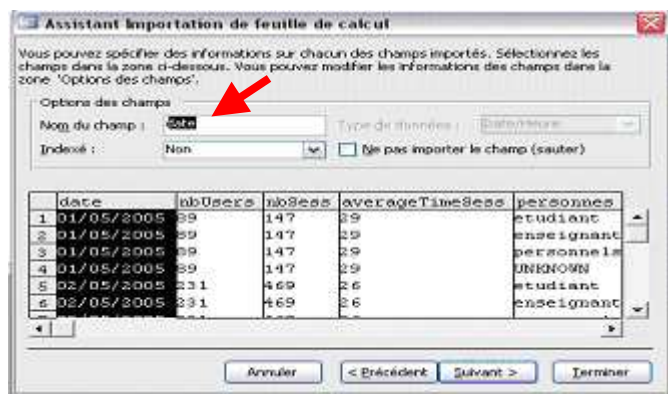 Assistant Importation de feuille de calcul
Vous pouvez spécifier des informations sur chacun des champs importés. Sélectionnez les
champs dans la zone ci-dessous. Vous pouvez modifier les informations des champs dans la
zone 'Options des champs'.
Options des champs
Nom du champ : date Type de données : Date/Heure
Indexé : Non Ne pas importer le champ (sauter)
date nbUsers nbSess averageTimeSess personnes
1 01/05/2005 89 147 29 etudiant
2 01/05/2005 89 147 29 enseignant
3 01/05/2005 89 147 29 personnels
4 01/05/2005 89 147 29 UNKNOWN
5 02/05/2005 231 469 26 etudiant
6 02/05/2005 231 469 26 enseignant
Annuler < Précédent Suivant > Terminer